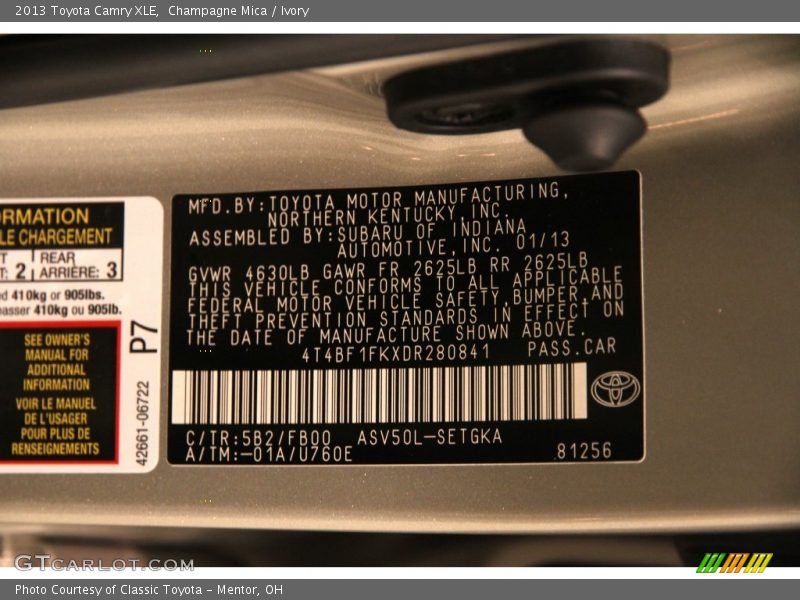 2013 Toyota Camry XLE,  Champagne Mica / Ivory
RMATION
LE CHARGEMENT
T
T: 2
REAR
ARRIÈRE: 3
ed 410kg or 905lbs.
asser 410kg ou 905lb.
SEE OWNER'S
MANUAL FOR
ADDITIONAL
INFORMATION
VOIR LE MANUEL
DE L'USAGER
POUR PLUS DE
RENSEIGNEMENTS
P7
42661-06722
MFD.BY:TOYOTA MOTOR MANUFACTURING,
NORTHERN KENTUCKY,INC.
ASSEMBLED BY:SUBARU OF INDIANA
AUTOMOTIVE,INC. 01/13
GVWR 4630LB GAWR FR 2625LB RR 2625LB
THIS VEHICLE CONFORMS TO ALL APPLICABLE
FEDERAL MOTOR VEHICLE SAFETY,BUMPER,AND
THEFT PREVENTION STANDARDS IN EFFECT ON
THE DATE OF MANUFACTURE SHOWN ABOVE.
4T4BF1FKXDR280841 PASS.CAR
C/TR:5B2/FB00 ASV50L-SETGKA
A/TM:-01A/U760E .81256
GTCARLOT.COM
Photo Courtesy of Classic Toyota - Mentor, OH